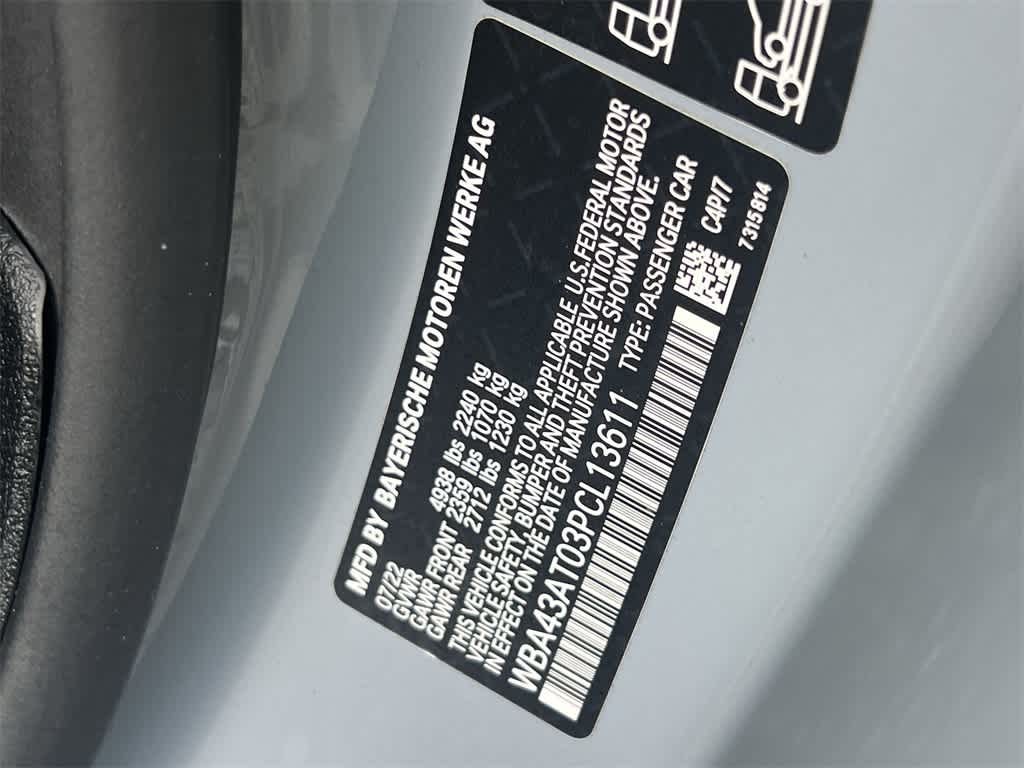 MFD BY BAYERISCHE MOTOREN WERKE AG
07/22
GVWR 4938 lbs 2240 kg
GAWR FRONT 2359 lbs 1070 kg
GAWR REAR 2712 lbs 1230 kg
THIS VEHICLE CONFORMS TO ALL APPLICABLE U.S.FEDERAL MOTOR
VEHICLE SAFETY, BUMPER AND THEFT PREVENTION STANDARDS
IN EFFECT ON THE DATE OF MANUFACTURE SHOWN ABOVE.
WBA43AT03PCL13611 TYPE: PASSENGER CAR
C4P17
7315814